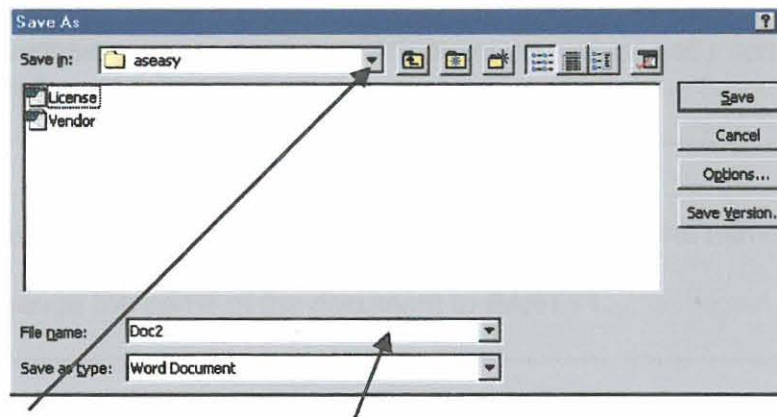 Save As ?
Save in: aseasy
License
Vendor
Save
Cancel
Options...
Save Version.
File name: Doc2
Save as type: Word Document